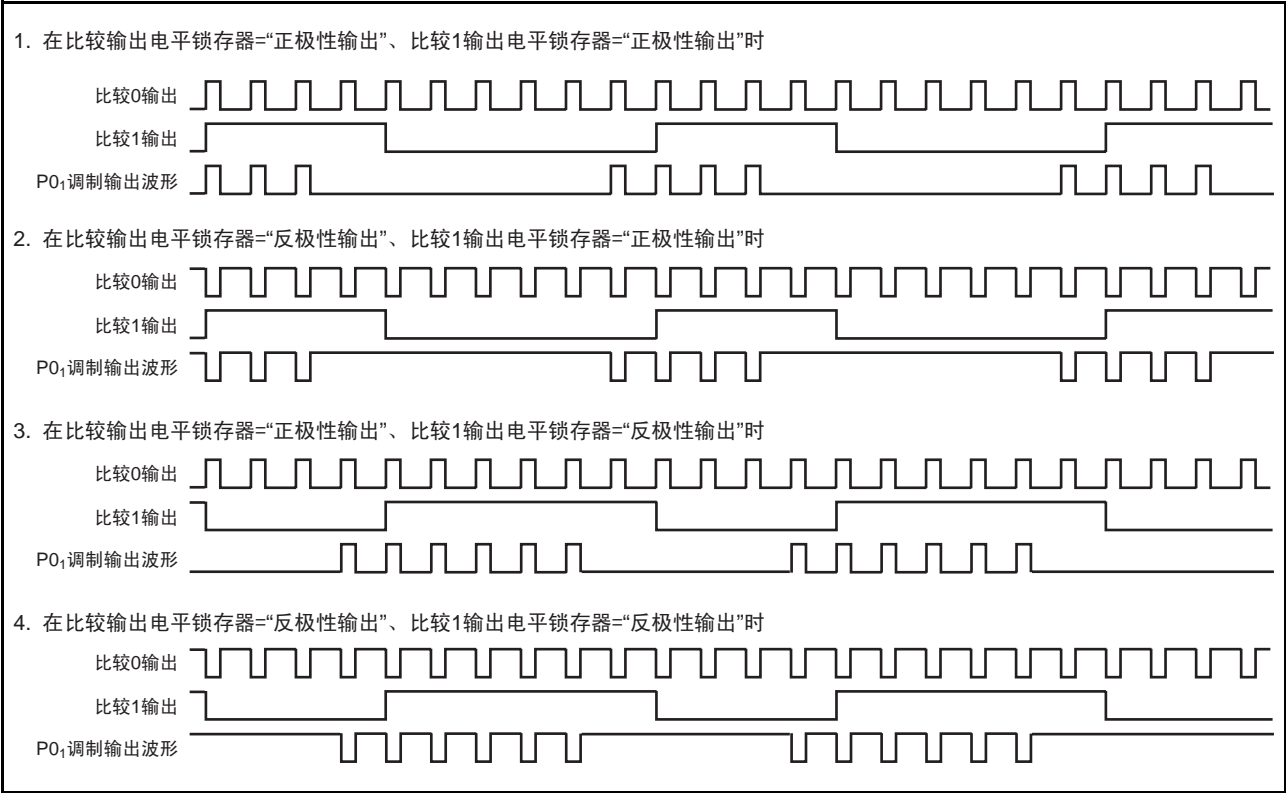 1. 在比较输出电平锁存器=“正极性输出”、比较1输出电平锁存器=“正极性输出”时
比较0输出
比较1输出
P0₁调制输出波形
2. 在比较输出电平锁存器=“反极性输出”、比较1输出电平锁存器=“正极性输出”时
比较0输出
比较1输出
P0₁调制输出波形
3. 在比较输出电平锁存器=“正极性输出”、比较1输出电平锁存器=“反极性输出”时
比较0输出
比较1输出
P0₁调制输出波形
4. 在比较输出电平锁存器=“反极性输出”、比较1输出电平锁存器=“反极性输出”时
比较0输出
比较1输出
P0₁调制输出波形